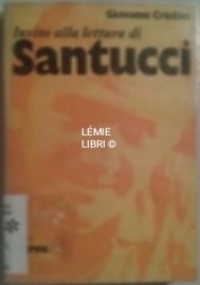 Giovanni Cristini
Invito alla lettura di
Santucci
LÉMIE
LIBRI ©